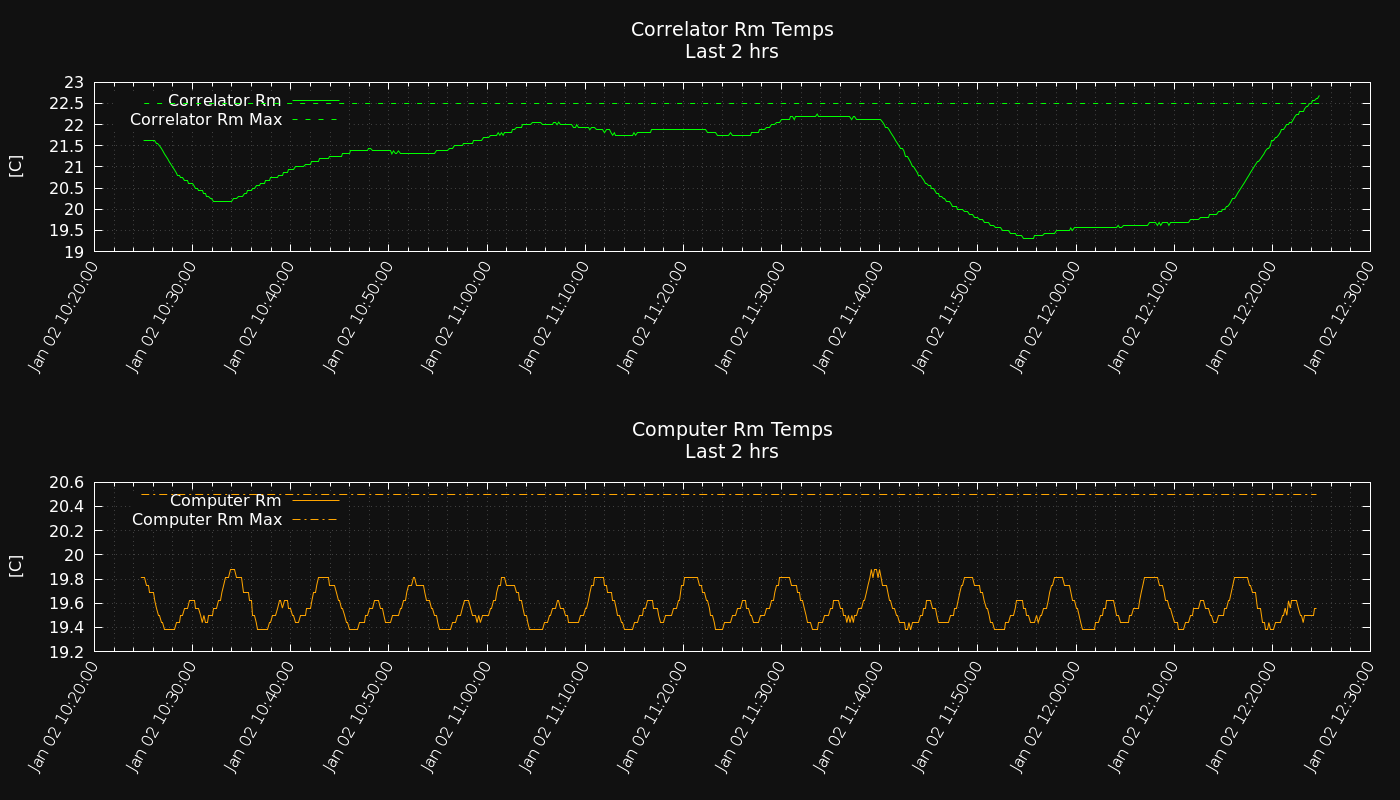 Correlator Rm Temps
Last 2 hrs
[C]
23
22.5
22
21.5
21
20.5
20
19.5
19
Correlator Rm
Correlator Rm Max
Jan 02 10:20:00
Jan 02 10:30:00
Jan 02 10:40:00
Jan 02 10:50:00
Jan 02 11:00:00
Jan 02 11:10:00
Jan 02 11:20:00
Jan 02 11:30:00
Jan 02 11:40:00
Jan 02 11:50:00
Jan 02 12:00:00
Jan 02 12:10:00
Jan 02 12:20:00
Jan 02 12:30:00
Computer Rm Temps
Last 2 hrs
[C]
20.6
20.4
20.2
20
19.8
19.6
19.4
19.2
Computer Rm
Computer Rm Max
Jan 02 10:20:00
Jan 02 10:30:00
Jan 02 10:40:00
Jan 02 10:50:00
Jan 02 11:00:00
Jan 02 11:10:00
Jan 02 11:20:00
Jan 02 11:30:00
Jan 02 11:40:00
Jan 02 11:50:00
Jan 02 12:00:00
Jan 02 12:10:00
Jan 02 12:20:00
Jan 02 12:30:00